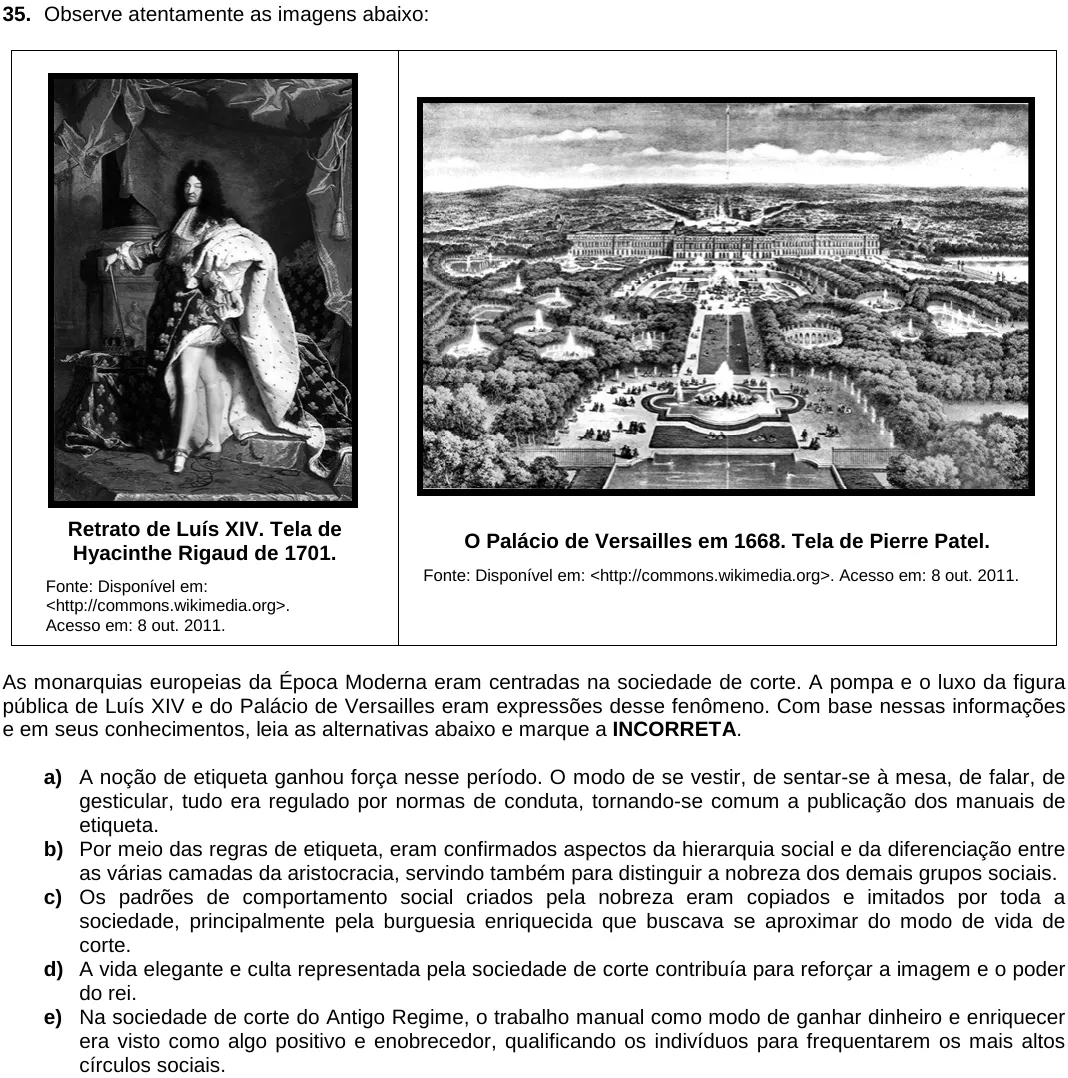 35. Observe atentamente as imagens abaixo:
Retrato de Luís XIV. Tela de
Hyacinthe Rigaud de 1701.
Fonte: Disponível em:
<http://commons.wikimedia.org>.
Acesso em: 8 out. 2011.
O Palácio de Versailles em 1668. Tela de Pierre Patel.
Fonte: Disponível em: <http://commons.wikimedia.org>. Acesso em: 8 out. 2011.
As monarquias europeias da Época Moderna eram centradas na sociedade de corte. A pompa e o luxo da figura
pública de Luís XIV e do Palácio de Versailles eram expressões desse fenômeno. Com base nessas informações
e em seus conhecimentos, leia as alternativas abaixo e marque a INCORRETA.
a) A noção de etiqueta ganhou força nesse período. O modo de se vestir, de sentar-se à mesa, de falar, de
gesticular, tudo era regulado por normas de conduta, tornando-se comum a publicação dos manuais de
etiqueta.
b) Por meio das regras de etiqueta, eram confirmados aspectos da hierarquia social e da diferenciação entre
as várias camadas da aristocracia, servindo também para distinguir a nobreza dos demais grupos sociais.
c) Os padrões de comportamento social criados pela nobreza eram copiados e imitados por toda a
sociedade, principalmente pela burguesia enriquecida que buscava se aproximar do modo de vida de
corte.
d) A vida elegante e culta representada pela sociedade de corte contribuía para reforçar a imagem e o poder
do rei.
e) Na sociedade de corte do Antigo Regime, o trabalho manual como modo de ganhar dinheiro e enriquecer
era visto como algo positivo e enobrecedor, qualificando os indivíduos para frequentarem os mais altos
círculos sociais.